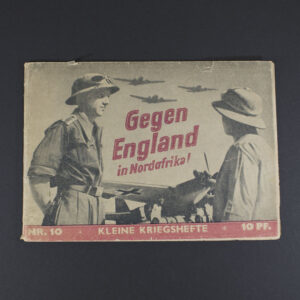 Gegen
England
in Nordafrika!
NR. 10 • KLEINE KRIEGSHEFTE • 10 PF.